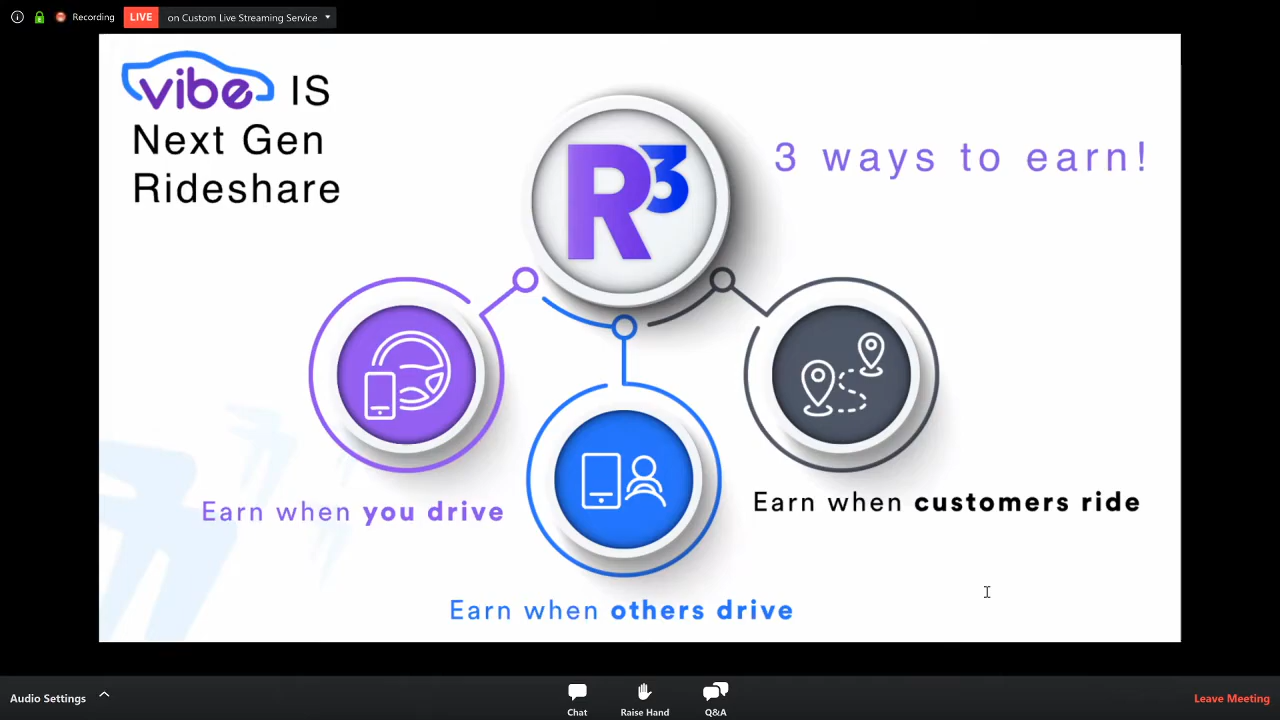 Recording
LIVE
on Custom Live Streaming Service
vibe IS
Next Gen
Rideshare
R3
3 ways to earn!
Earn when you drive
Earn when customers ride
Earn when others drive
Audio Settings
Chat
Raise Hand
Q&A
Leave Meeting